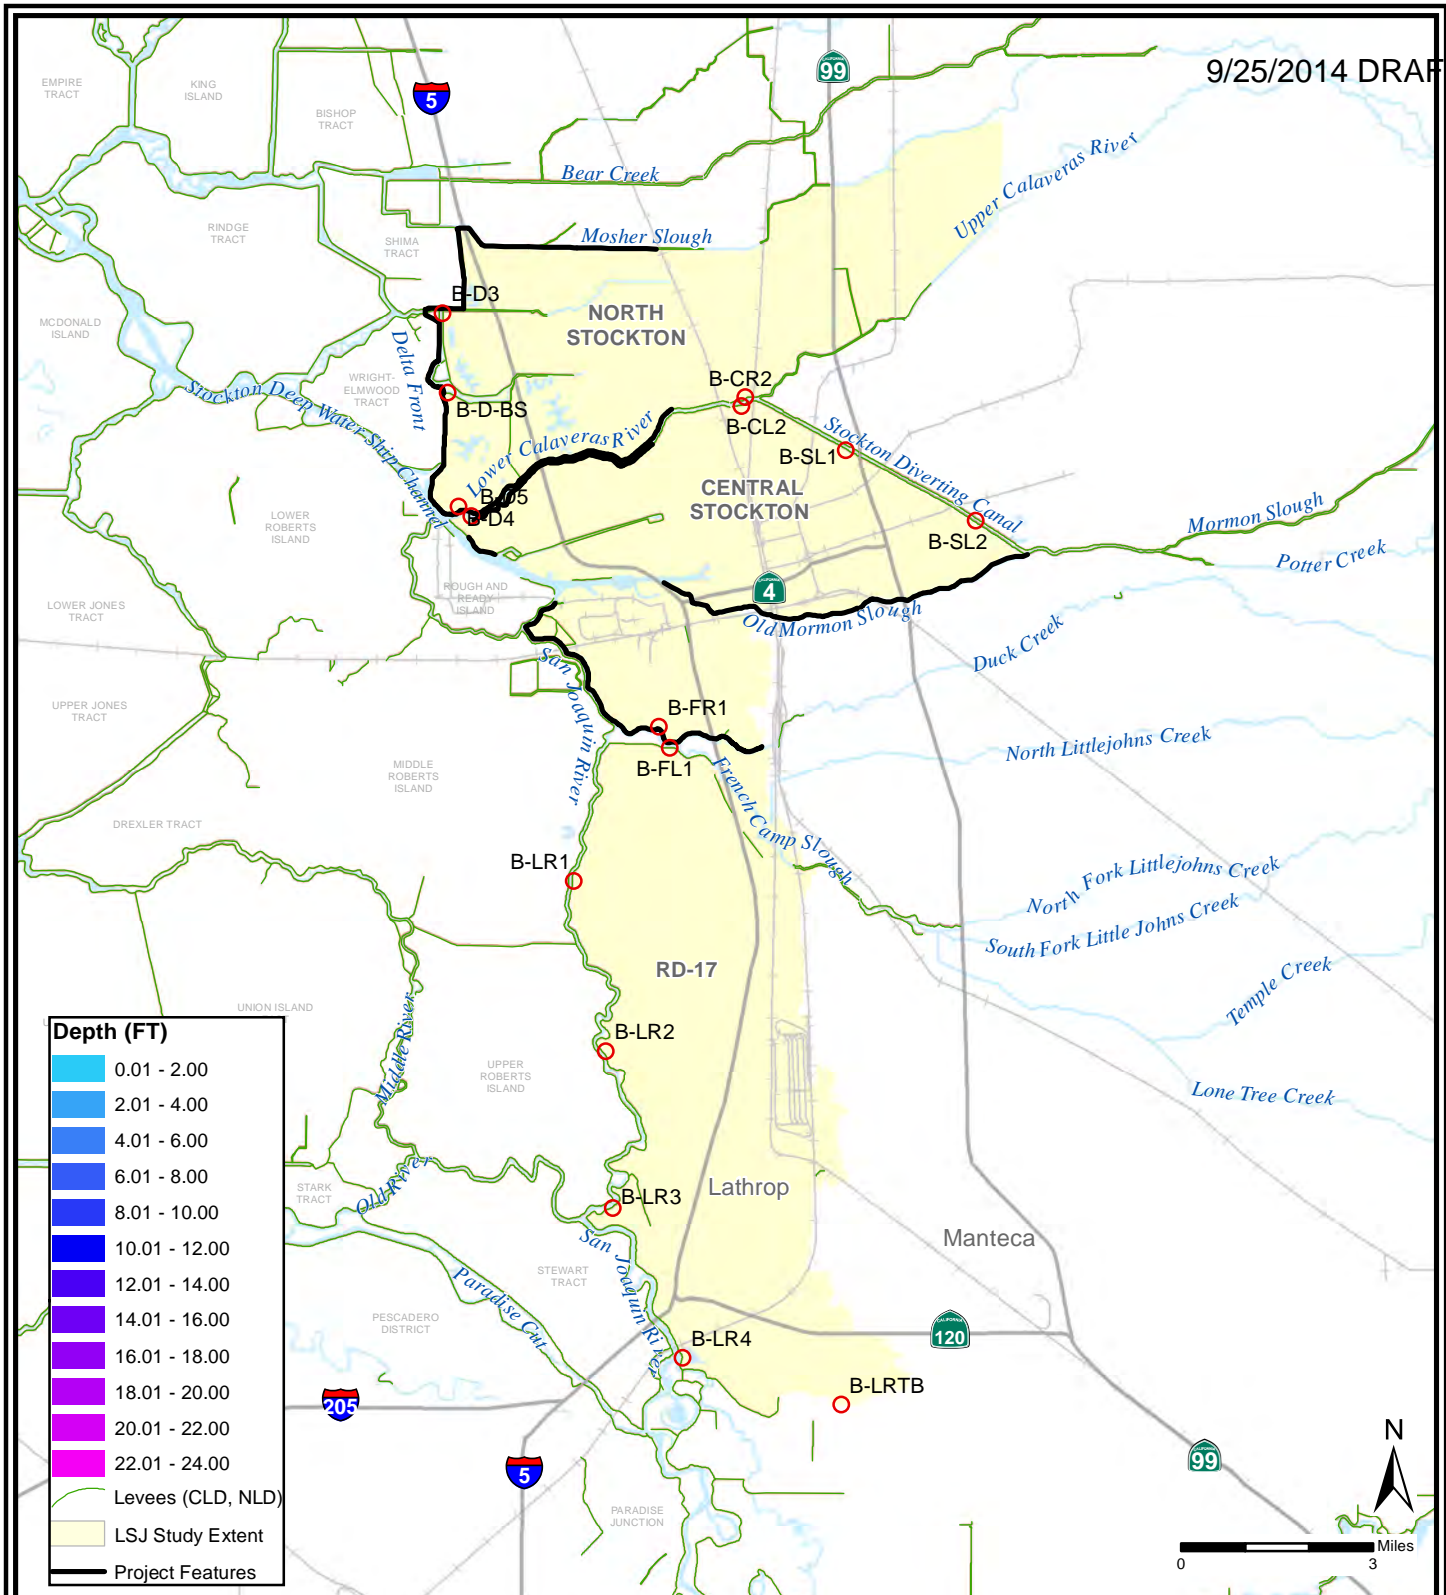 9/25/2014 DRAF
EMPIRE
TRACT
KING
ISLAND
BISHOP
TRACT
5
CALIFORNIA
99
Bear Creek
Upper Calaveras River
RINDGE
TRACT
SHIMA
TRACT
Mosher Slough
B-D3
NORTH
STOCKTON
MCDONALD
ISLAND
Delta Front
WRIGHT-
ELMWOOD
TRACT
B-D-BS
B-CR2
B-CL2
Stockton Deep Water Ship Channel
Lower Calaveras River
Stockton Diverting Canal
B-SL1
CENTRAL
STOCKTON
B-D5
B-D4
B-SL2
LOWER
ROBERTS
ISLAND
Mormon Slough
Potter Creek
ROUGH AND
READY
ISLAND
CALIFORNIA
4
LOWER JONES
TRACT
Old Mormon Slough
Duck Creek
San Joaquin River
UPPER JONES
TRACT
B-FR1
B-FL1
North Littlejohns Creek
MIDDLE
ROBERTS
ISLAND
French Camp Slough
DREXLER TRACT
B-LR1
North Fork Littlejohns Creek
South Fork Little Johns Creek
RD-17
Temple Creek
UNION ISLAND
Middle River
B-LR2
UPPER
ROBERTS
ISLAND
Lone Tree Creek
STARK
TRACT
Old River
B-LR3
Lathrop
Manteca
San Joaquin River
STEWART
TRACT
Paradise Cut
PESCADERO
DISTRICT
CALIFORNIA
120
B-LR4
B-LRTB
205
5
CALIFORNIA
99
PARADISE
JUNCTION
N
Miles
0 3
Depth (FT)
0.01 - 2.00
2.01 - 4.00
4.01 - 6.00
6.01 - 8.00
8.01 - 10.00
10.01 - 12.00
12.01 - 14.00
14.01 - 16.00
16.01 - 18.00
18.01 - 20.00
20.01 - 22.00
22.01 - 24.00
Levees (CLD, NLD)
LSJ Study Extent
Project Features